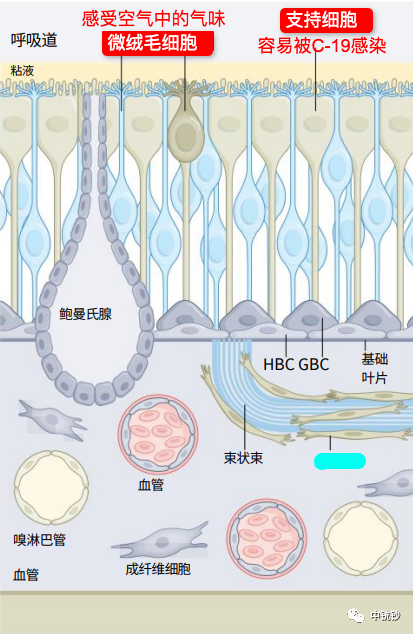 感受空气中的气味
支持细胞
呼吸道
微绒毛细胞
容易被C-19感染
粘液
鲍曼氏腺
HBC GBC
基础
叶片
束状束
血管
嗅淋巴管
成纤维细胞
血管
中镜钞